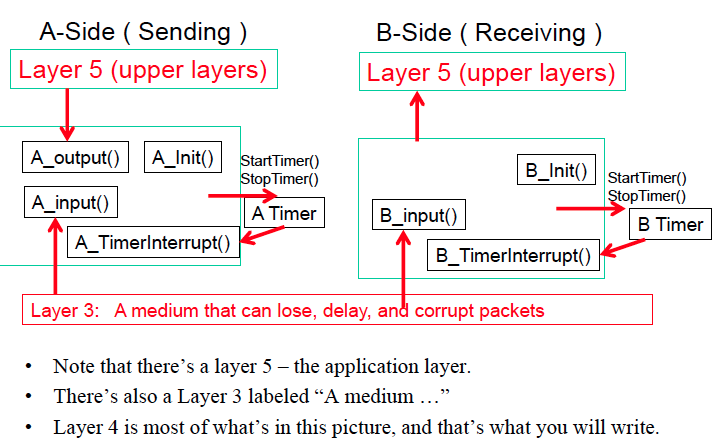 A-Side ( Sending )
Layer 5 (upper layers)
A_output()
A_Init()
StartTimer()
StopTimer()
A_input()
A Timer
A_TimerInterrupt()
B-Side ( Receiving )
Layer 5 (upper layers)
B_Init()
StartTimer()
StopTimer()
B_input()
B Timer
B_TimerInterrupt()
Layer 3: A medium that can lose, delay, and corrupt packets
• Note that there's a layer 5 – the application layer.
• There's also a Layer 3 labeled “A medium …”
• Layer 4 is most of what's in this picture, and that's what you will write.